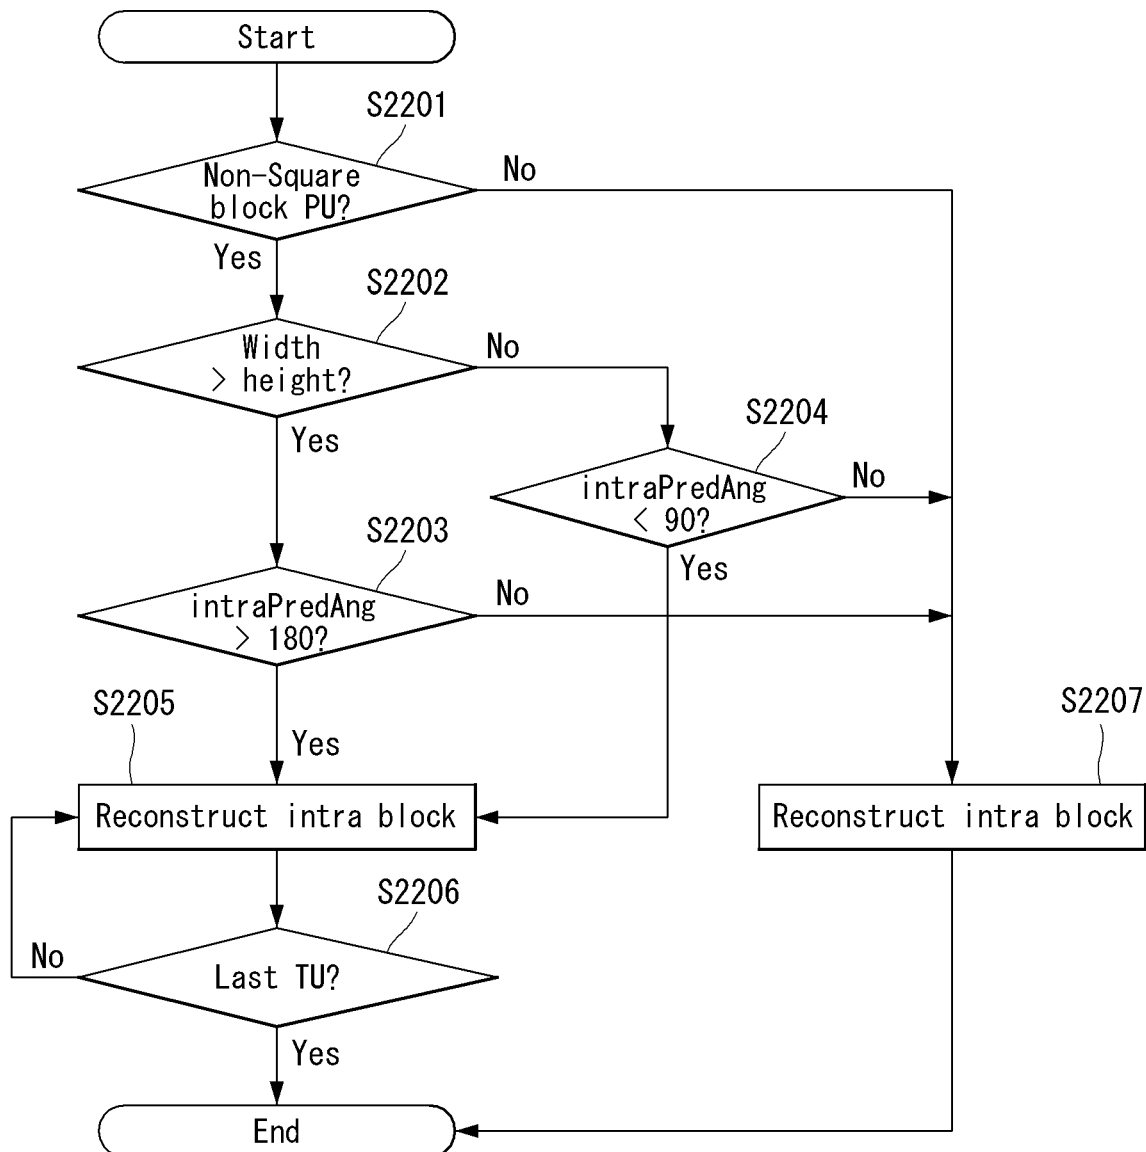 Start
S2201
Non-Square
block PU?
No
Yes
S2202
Width
> height?
No
Yes
S2204
intraPredAng
< 90?
No
Yes
S2203
intraPredAng
> 180?
No
Yes
S2205
Reconstruct intra block
S2207
Reconstruct intra block
S2206
Last TU?
No
Yes
End